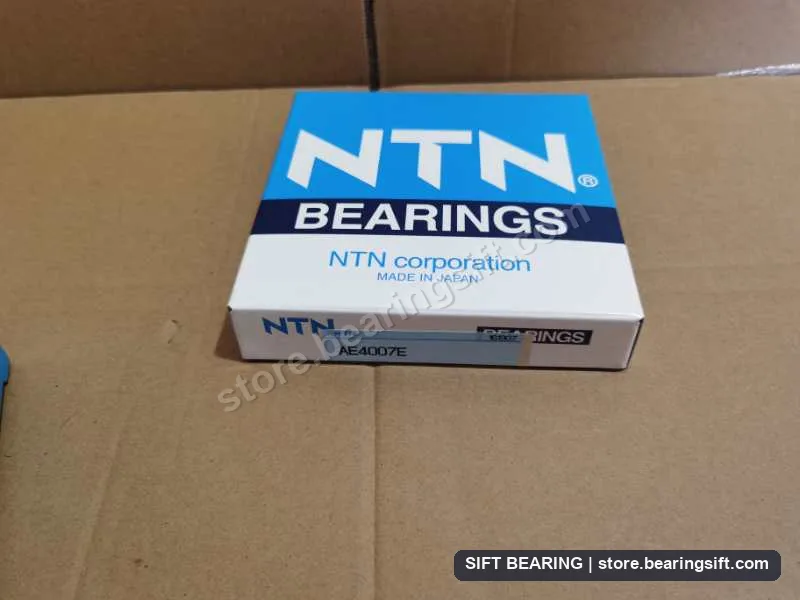 NTN®
BEARINGS
NTN corporation
MADE IN JAPAN
NTN
BEARINGS
AE4007E
store.bearingsift.com
SIFT BEARING | store.bearingsift.com